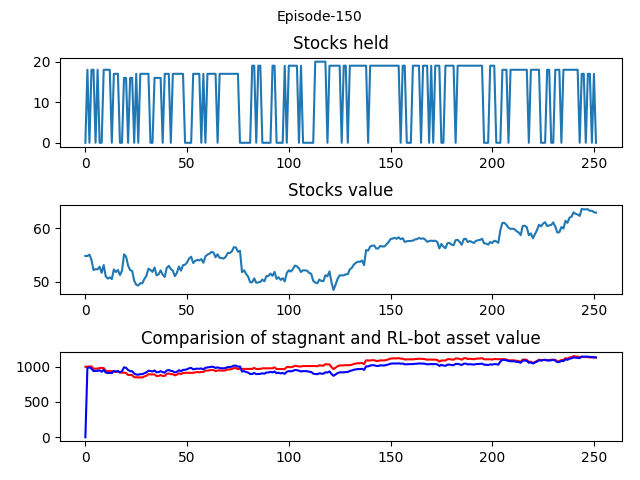 Episode-150
Stocks held
20
10
0
0 50 100 150 200 250
Stocks value
60
50
0 50 100 150 200 250
Comparision of stagnant and RL-bot asset value
1000
500
0
0 50 100 150 200 250